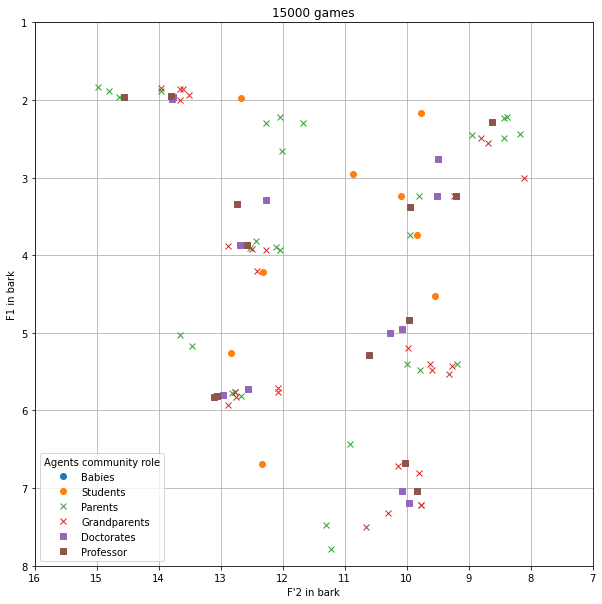 15000 games
1
2
3
4
5
6
7
8
F1 in bark
Agents community role
Babies
Students
Parents
Grandparents
Doctorates
Professor
16 15 14 13 12 11 10 9 8 7
F'2 in bark